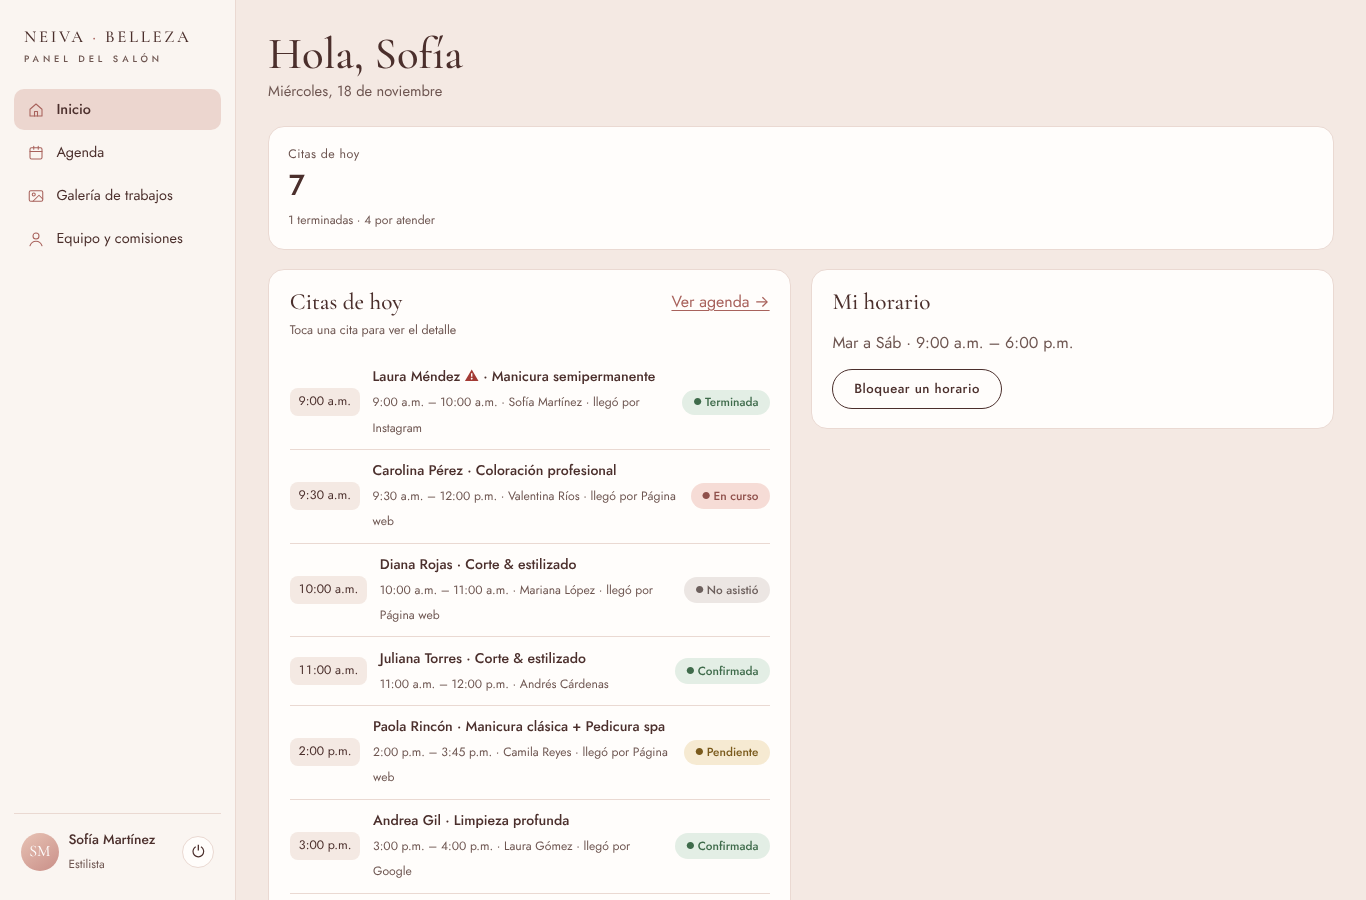 NEIVA · BELLEZA
PANEL DEL SALÓN
Inicio
Agenda
Galería de trabajos
Equipo y comisiones
SM
Sofía Martínez
Estilista
Hola, Sofía
Miércoles, 18 de noviembre
Citas de hoy
7
1 terminadas · 4 por atender
Citas de hoy
Ver agenda →
Toca una cita para ver el detalle
9:00 a.m.
Laura Méndez ⚠ · Manicura semipermanente
9:00 a.m. – 10:00 a.m. · Sofía Martínez · llegó por
Instagram
Terminada
9:30 a.m.
Carolina Pérez · Coloración profesional
9:30 a.m. – 12:00 p.m. · Valentina Ríos · llegó por Página
web
En curso
10:00 a.m.
Diana Rojas · Corte & estilizado
10:00 a.m. – 11:00 a.m. · Mariana López · llegó por
Página web
No asistió
11:00 a.m.
Juliana Torres · Corte & estilizado
11:00 a.m. – 12:00 p.m. · Andrés Cárdenas
Confirmada
2:00 p.m.
Paola Rincón · Manicura clásica + Pedicura spa
2:00 p.m. – 3:45 p.m. · Camila Reyes · llegó por Página
web
Pendiente
3:00 p.m.
Andrea Gil · Limpieza profunda
3:00 p.m. – 4:00 p.m. · Laura Gómez · llegó por
Google
Confirmada
Mi horario
Mar a Sáb · 9:00 a.m. – 6:00 p.m.
Bloquear un horario